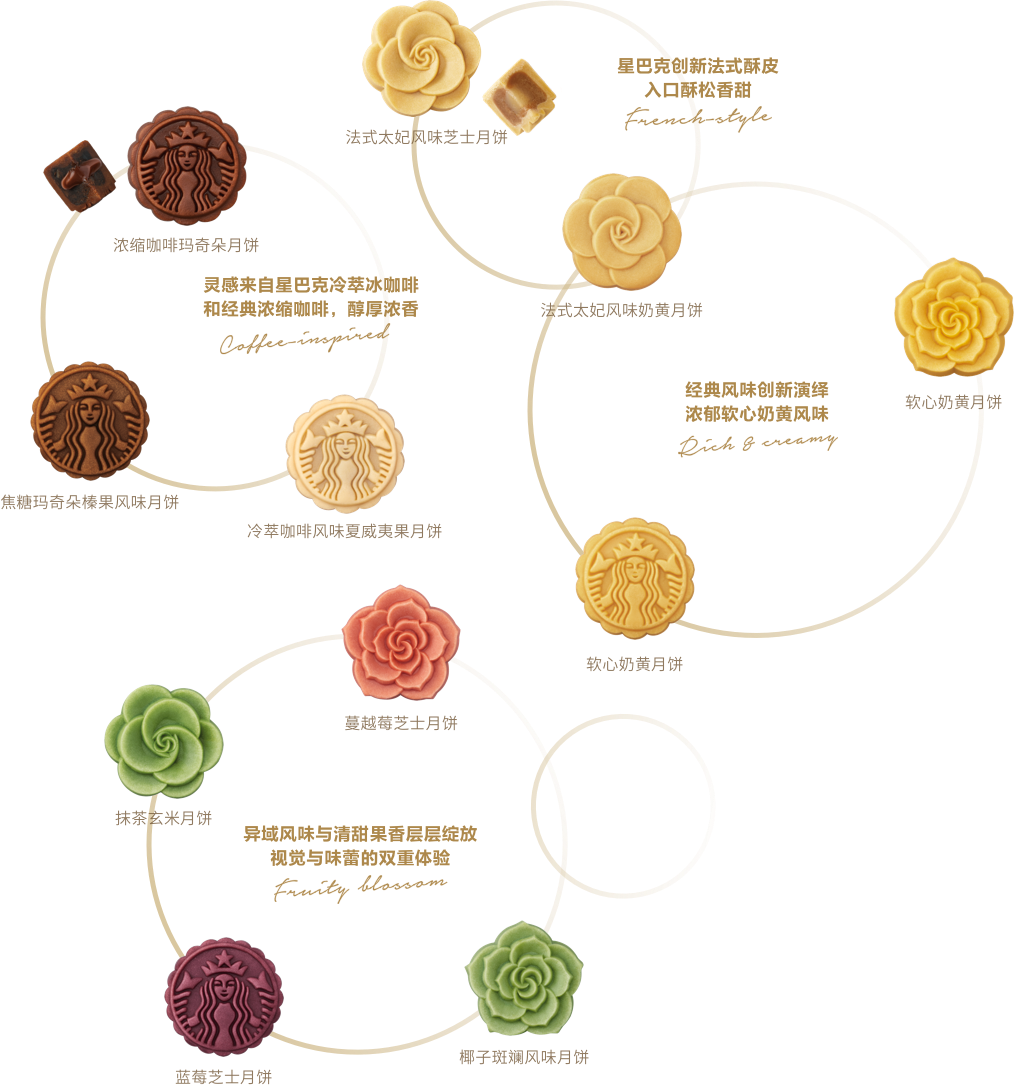 星巴克创新法式酥皮
入口酥松香甜
French-style
法式太妃风味芝士月饼
法式太妃风味奶黄月饼
浓缩咖啡玛奇朵月饼
灵感来自星巴克冷萃冰咖啡
和经典浓缩咖啡，醇厚浓香
Coffee-inspired
焦糖玛奇朵榛果风味月饼
冷萃咖啡风味夏威夷果月饼
软心奶黄月饼
经典风味创新演绎
浓郁软心奶黄风味
Rich & creamy
软心奶黄月饼
蔓越莓芝士月饼
抹茶玄米月饼
异域风味与清甜果香层层绽放
视觉与味蕾的双重体验
Fruity blossom
椰子斑斓风味月饼
蓝莓芝士月饼